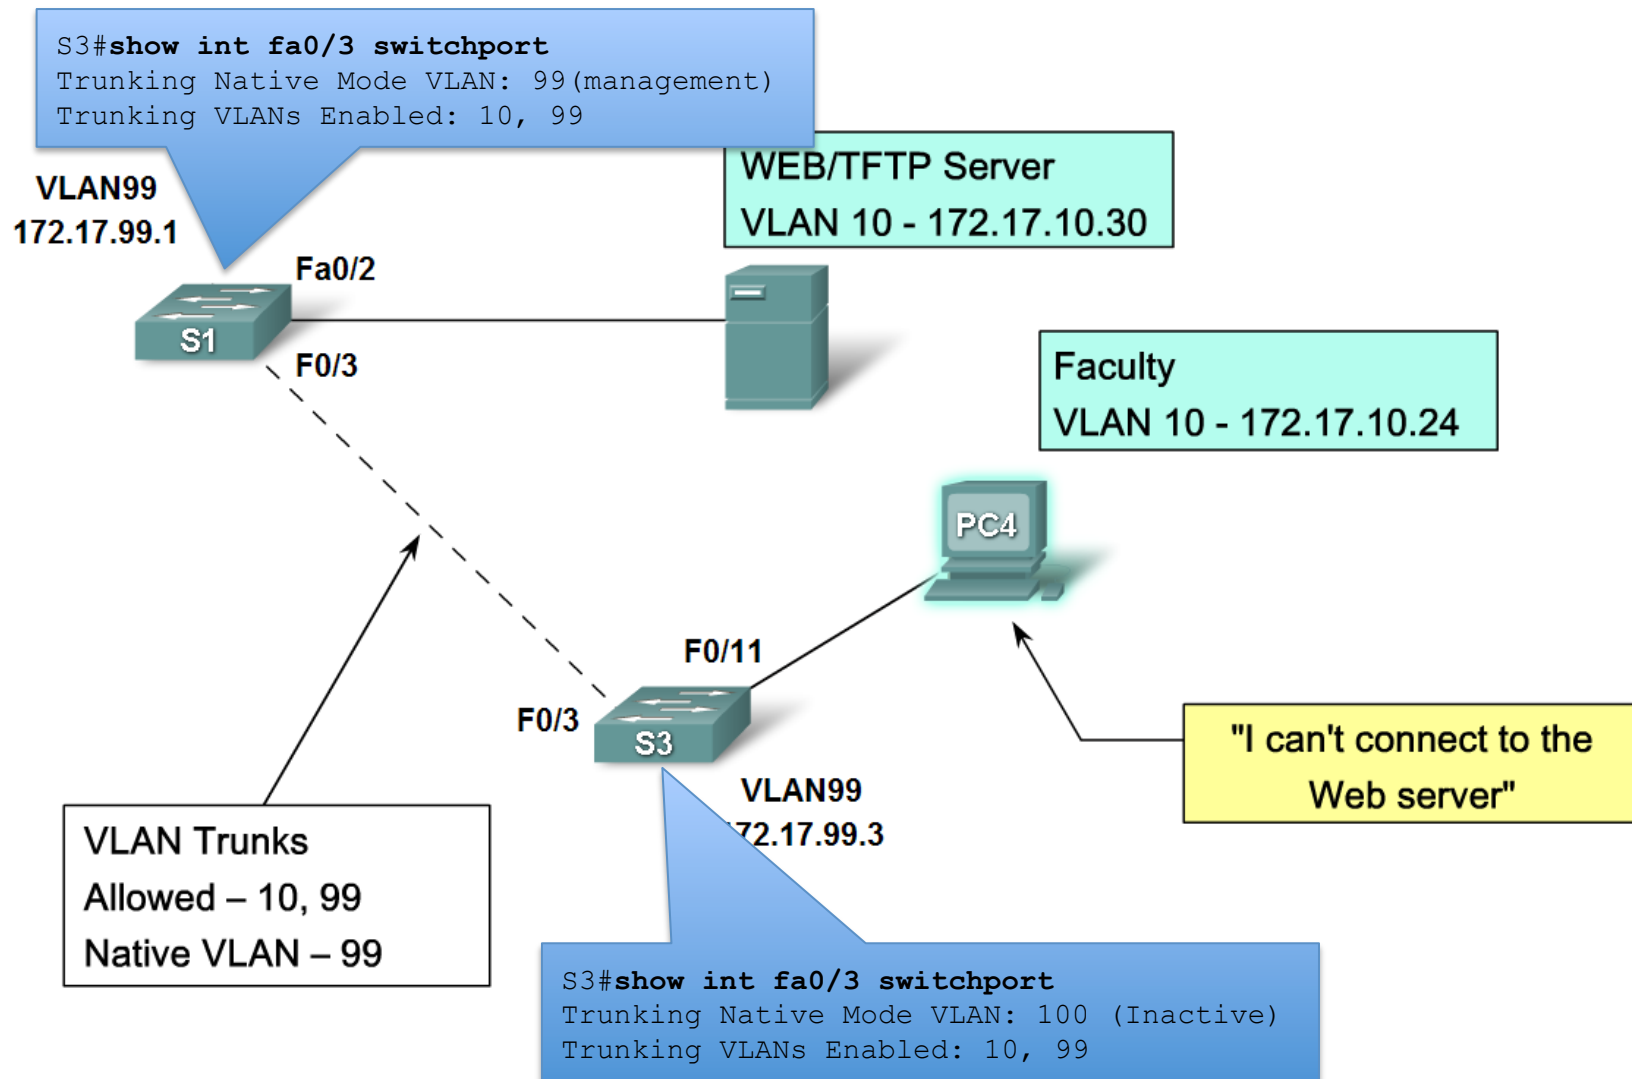 S3#show int fa0/3 switchport
Trunking Native Mode VLAN: 99(management)
Trunking VLANs Enabled: 10, 99
WEB/TFTP Server
VLAN 10 - 172.17.10.30
VLAN99
172.17.99.1
Fa0/2
S1
F0/3
Faculty
VLAN 10 - 172.17.10.24
PC4
F0/11
F0/3
S3
"I can't connect to the
Web server"
VLAN99
172.17.99.3
VLAN Trunks
Allowed – 10, 99
Native VLAN – 99
S3#show int fa0/3 switchport
Trunking Native Mode VLAN: 100 (Inactive)
Trunking VLANs Enabled: 10, 99